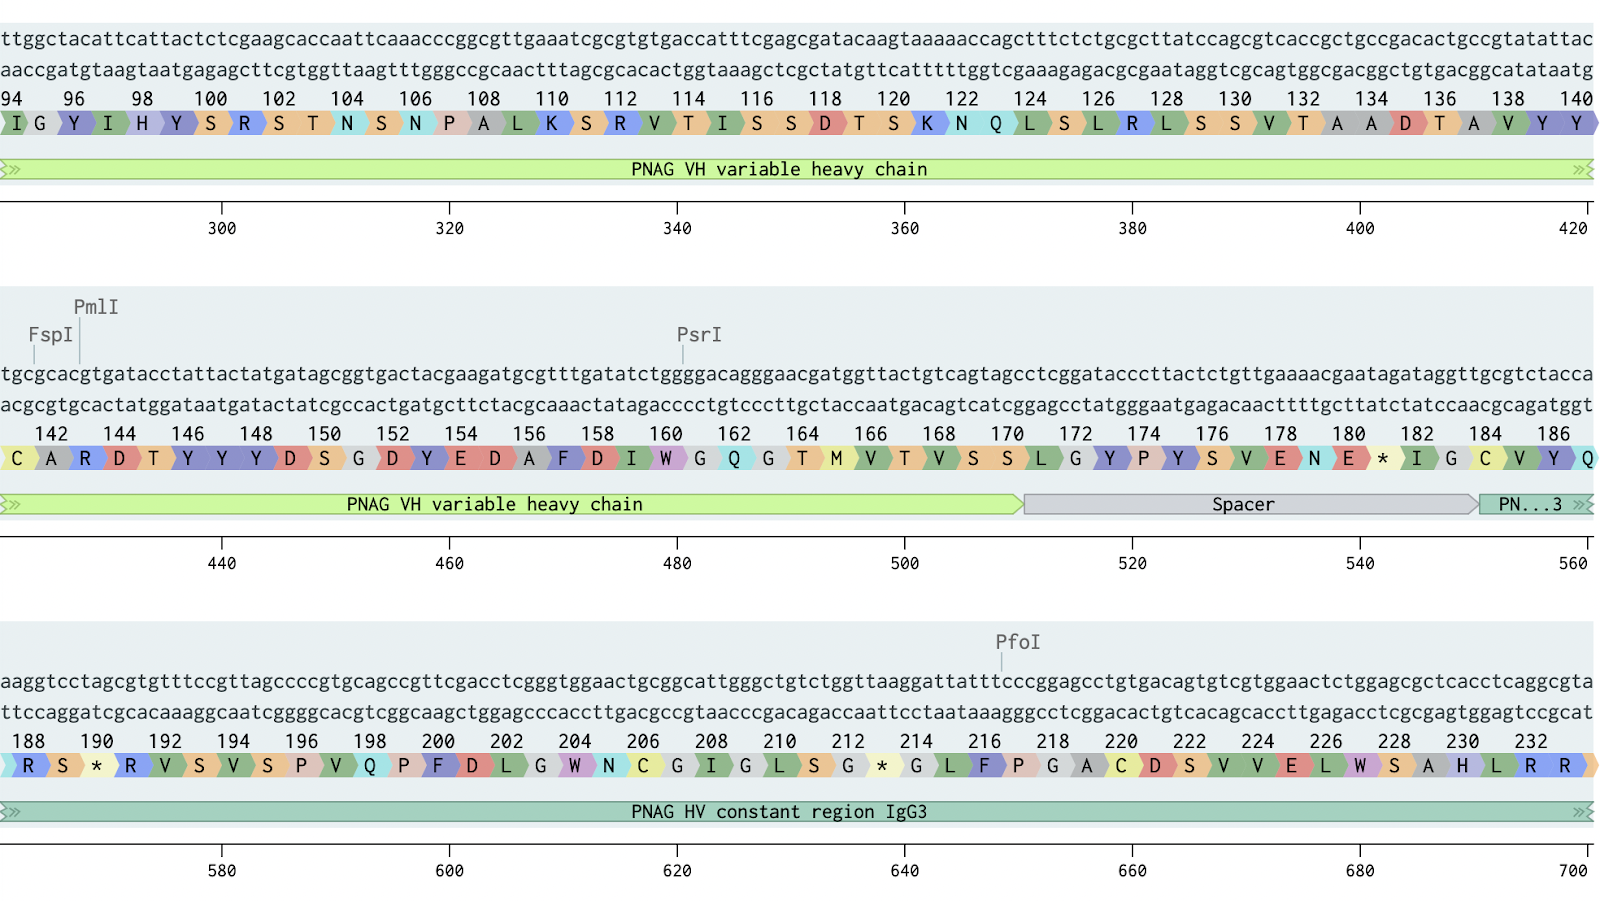 ttggctacattcattactctcgaagcaccaattcaaacccggcgttgaaatcgcgtgtgaccatttcgagcgatacaagtaaaaaccagctttctctgcgcttatccagcgtcaccgctgccgacactgccgtatattac
aaccgatgtaagtaatgagagcttcgtggttaagtttgggccgcaactttagcgcacactggtaaagctcgctatgttcatttttggtcgaaagagacgcgaataggtcgcagtggcgacggctgtgacggcatataatg
94 96 98 100 102 104 106 108 110 112 114 116 118 120 122 124 126 128 130 132 134 136 138 140
I G Y I H Y S R S T N S N P A L K S R V T I S S D T S K N Q L S L R L S S V T A A D T A V Y Y
PNAG VH variable heavy chain
300 320 340 360 380 400 420
PmlI
FspI PsrI
tgcgcacgtgatacctattactatgatagcggtgactacgaagatgcgtttgatatctggggacagggaacgatggttactgtcagtagcctcggatacccttactctgttgaaaacgaatagataggttgcgtctacca
acgcgtgcactatggataatgatactatcgccactgatgcttctacgcaaactatagacccctgtcccttgctaccaatgacagtcatcggagcctatgggaatgagacaacttttgcttatctatccaacgcagatggt
142 144 146 148 150 152 154 156 158 160 162 164 166 168 170 172 174 176 178 180 182 184 186
C A R D T Y Y Y D S G D Y E D A F D I W G Q G T M V T V S S L G Y P Y S V E N E * I G C V Y Q
PNAG VH variable heavy chain Spacer PN...3
440 460 480 500 520 540 560
PfoI
aaggtcctagcgtgtttccgttagccccgtgcagccgttcgacctcgggtggaactgcggcattgggctgtctggttaaggattatttcccggagcctgtgacagtgtcgtggaactctggagcgctcacctcaggcgta
ttccaggatcgcacaaaggcaatcggggcacgtcggcaagctggagcccaccttgacgccgtaacccgacagaccaattcctaataaagggcctcggacactgtcacagcaccttgagacctcgcgagtggagtccgcat
188 190 192 194 196 198 200 202 204 206 208 210 212 214 216 218 220 222 224 226 228 230 232
R S * R V S V S P V Q P F D L G W N C G I G L S G * G L F P G A C D S V V E L W S A H L R R
PNAG HV constant region IgG3
580 600 620 640 660 680 700